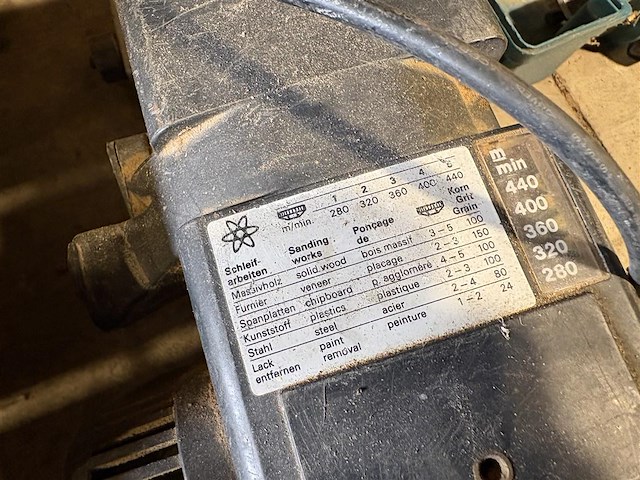 1 2 3 4 5
m/min 280 320 360 400 440
Schleif-arbeiten Sanding works Ponçage de Korn Grit Grain
Massivholz solid.wood bois massif 3–5 100
Furnier veneer placage 2–3 150
Spanplatten chipboard p. aggloméré 4–5 100
Kunststoff plastics plastique 2–3 100
Stahl steel acier 2–4 80
Lack entfernen paint removal peinture 1–2 24
m
min
440
400
360
320
280